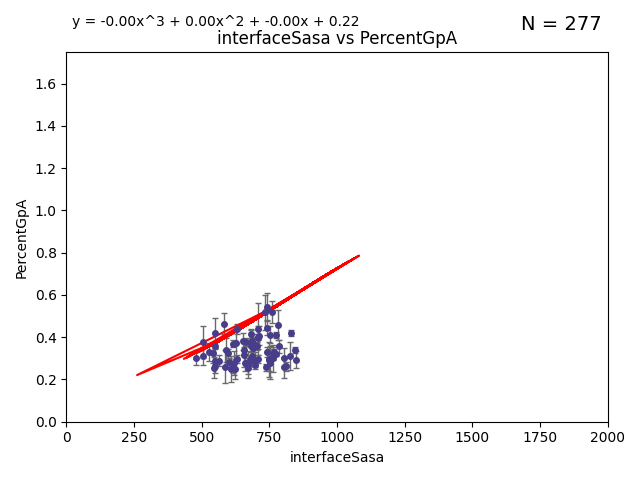 y = -0.00x^3 + 0.00x^2 + -0.00x + 0.22
N = 277
interfaceSasa vs PercentGpA
PercentGpA
1.6
1.4
1.2
1.0
0.8
0.6
0.4
0.2
0.0
0 250 500 750 1000 1250 1500 1750 2000
interfaceSasa